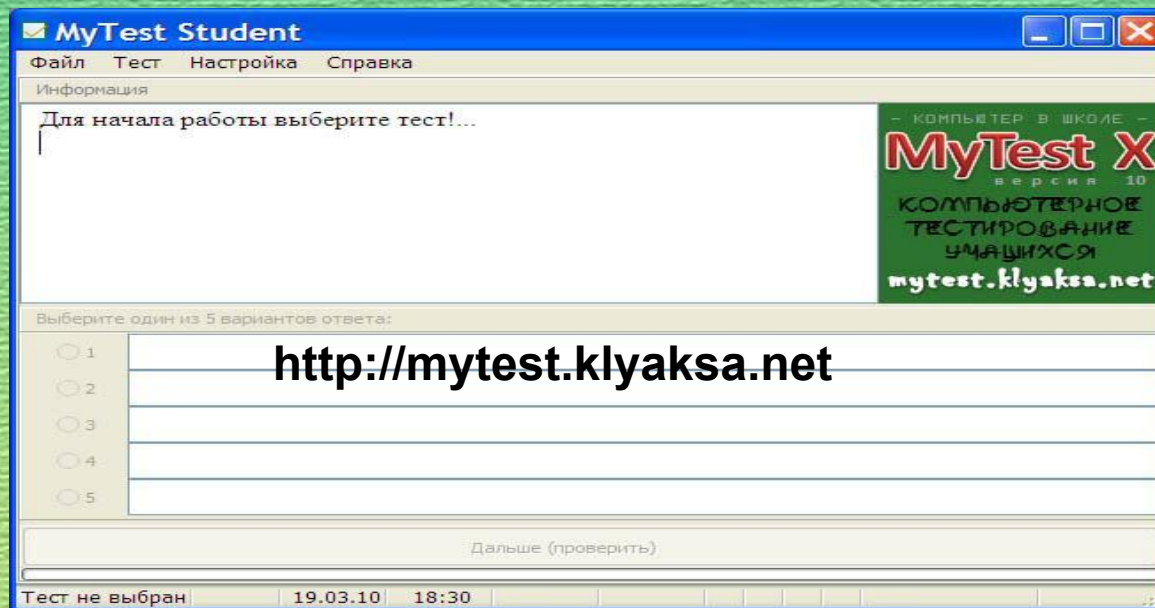 MyTest Student
Файл Тест Настройка Справка
Информация
Для начала работы выберите тест!...
- КОМПЬЮТЕР В ШКОЛЕ -
MyTest X
версия 10
КОМПЬЮТЕРНОЕ
ТЕСТИРОВАНИЕ
УЧАЩИХСЯ
mytest.klyaksa.net
Выберите один из 5 вариантов ответа:
1
http://mytest.klyaksa.net
2
3
4
5
Дальше (проверить)
Тест не выбран 19.03.10 18:30